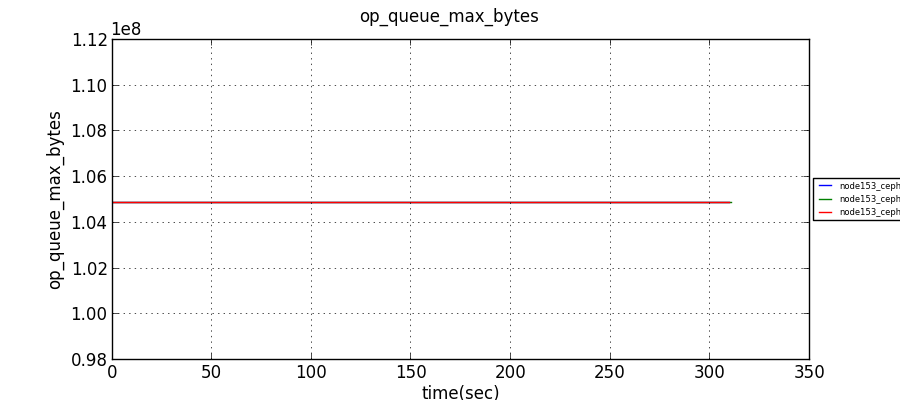 op_queue_max_bytes
1e8
1.12
1.10
1.08
1.06
1.04
1.02
1.00
0.98
op_queue_max_bytes
0 50 100 150 200 250 300 350
time(sec)
node153_ceph
node153_ceph
node153_ceph